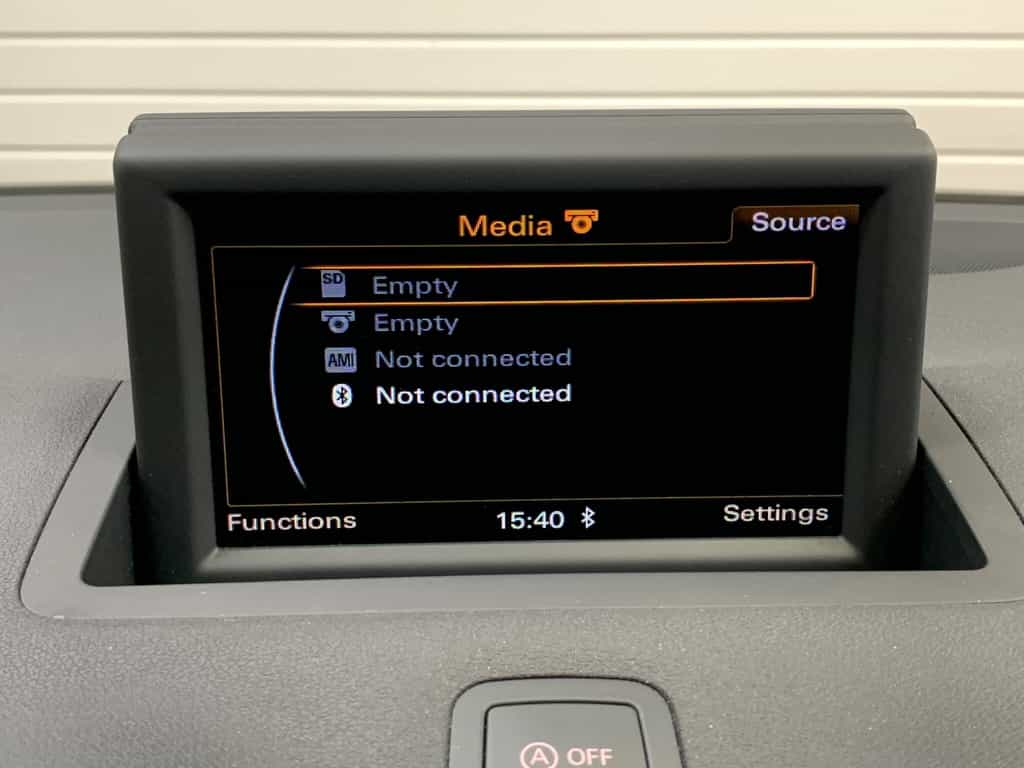 Media
Source
SD Empty
Empty
AMI Not connected
Not connected
Functions
15:40
Settings
A OFF